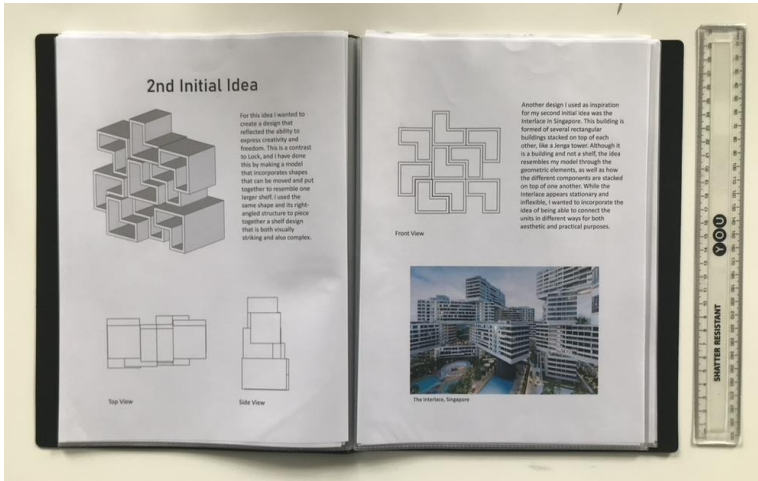 2nd Initial Idea
For this idea I wanted to
create a design that
reflected the ability to
express creativity and
freedom. This is a contrast
to Lock, and I have done
this by making a model
that incorporates shapes
that can be moved and put
together to resemble one
larger shelf. I used the
same shape and its right-
angled structure to piece
together a shelf design
that is both visually
striking and also complex.
Top View
Side View
Another design I used as inspiration
for my second initial idea was the
Interlace in Singapore. This building is
formed of several rectangular
buildings stacked on top of each
other, like a Jenga tower. Although it
is a building and not a shelf, the idea
resembles my model through the
geometric elements, as well as how
the different components are stacked
on top of one another. While the
Interlace appears stationary and
inflexible, I wanted to incorporate the
idea of being able to connect the
units in different ways for both
aesthetic and practical purposes.
Front View
The Interlace, Singapore
YOU
SHATTER RESISTANT